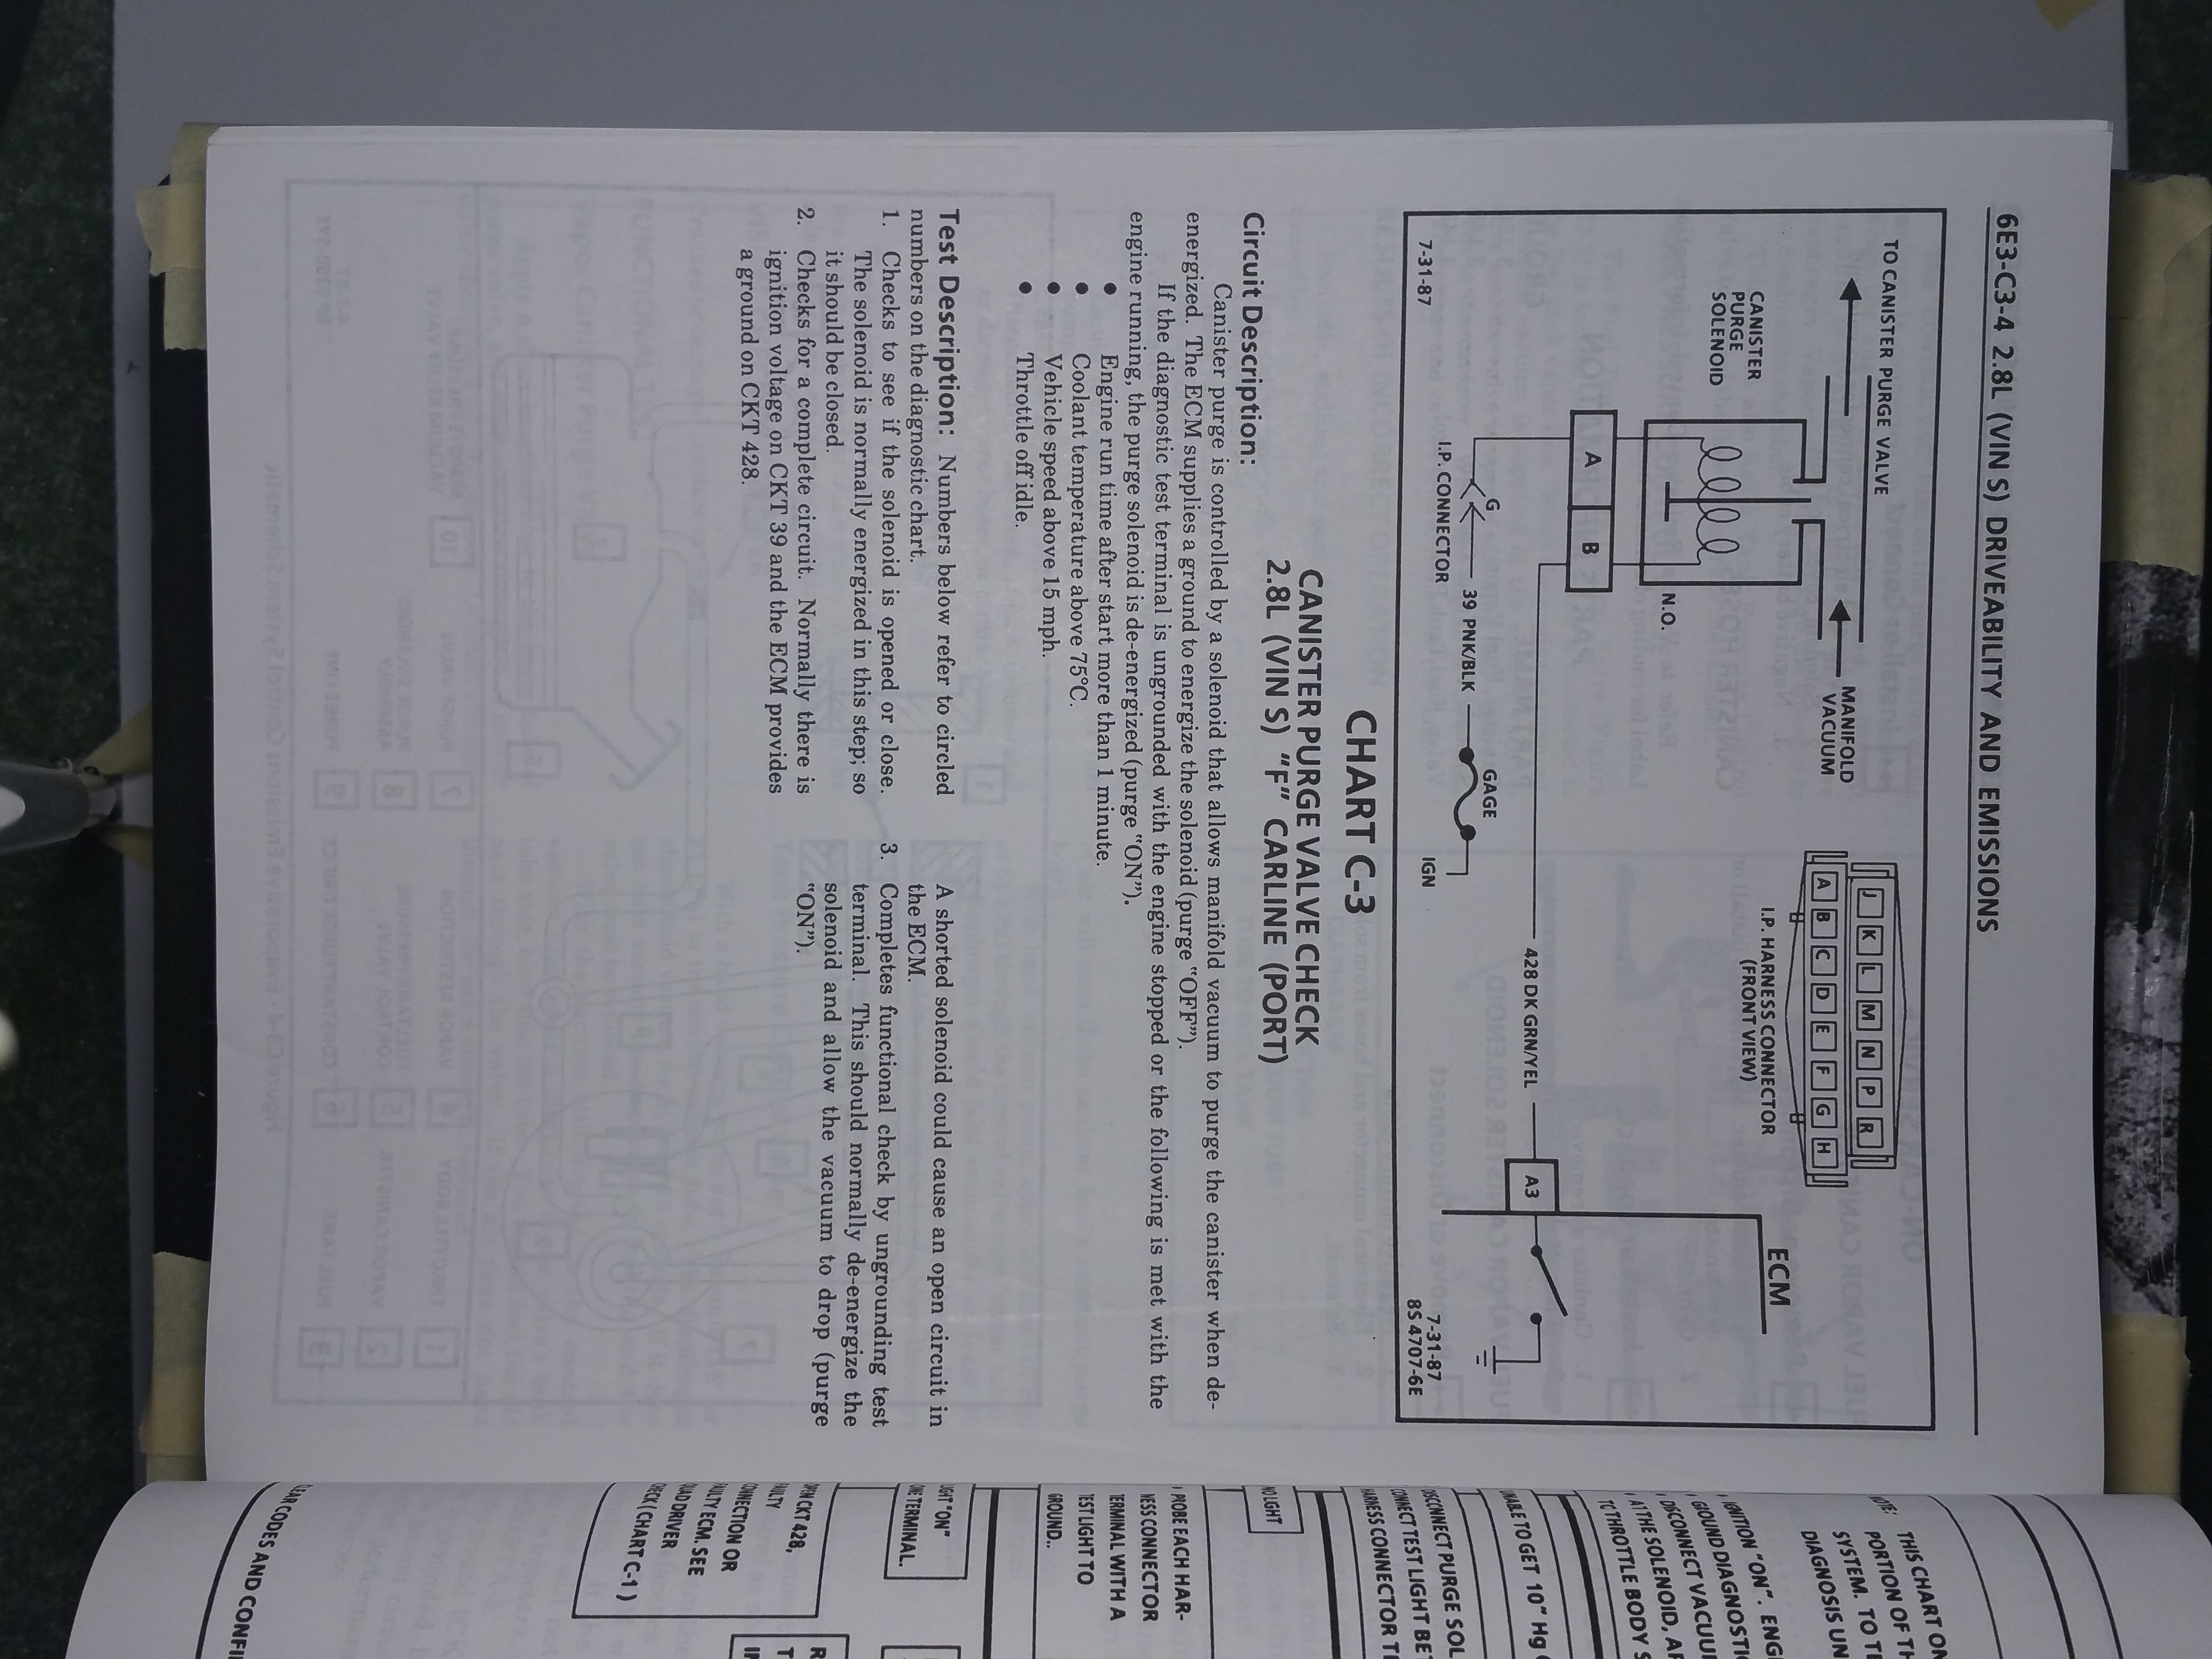 6E3-C3-4 2.8L (VIN S) DRIVEABILITY AND EMISSIONS
TO CANISTER PURGE VALVE
MANIFOLD
VACUUM
CANISTER
PURGE
SOLENOID
N.O.
J K L M N P R
A B C D E F G H
I.P. HARNESS CONNECTOR
(FRONT VIEW)
ECM
A B
428 DK GRN/YEL
A3
G
39 PNK/BLK
GAGE
I.P. CONNECTOR
IGN
7-31-87
7-31-87
8S 4707-6E
CHART C-3
CANISTER PURGE VALVE CHECK
2.8L (VIN S) "F" CARLINE (PORT)
Circuit Description:
Canister purge is controlled by a solenoid that allows manifold vacuum to purge the canister when de-
energized. The ECM supplies a ground to energize the solenoid (purge "OFF").
If the diagnostic test terminal is ungrounded with the engine stopped or the following is met with the
engine running, the purge solenoid is de-energized (purge "ON").
• Engine run time after start more than 1 minute.
• Coolant temperature above 75°C.
• Vehicle speed above 15 mph.
• Throttle off idle.
Test Description: Numbers below refer to circled
numbers on the diagnostic chart.
1. Checks to see if the solenoid is opened or close.
The solenoid is normally energized in this step; so
it should be closed.
2. Checks for a complete circuit. Normally there is
ignition voltage on CKT 39 and the ECM provides
a ground on CKT 428.
A shorted solenoid could cause an open circuit in
the ECM.
3. Completes functional check by ungrounding test
terminal. This should normally de-energize the
solenoid and allow the vacuum to drop (purge
"ON").
THIS CHART ON
PORTION OF TH
SYSTEM. TO TE
DIAGNOSIS UN
IGNITION "ON". ENGI
GROUND DIAGNOSTI
DISCONNECT VACUU
AT THE SOLENOID, AP
TO THROTTLE BODY S
NABLE TO GET 10" Hg
DISCONNECT PURGE SOL
CONNECT TEST LIGHT BET
HARNESS CONNECTOR TE
NO LIGHT
PROBE EACH HAR-
NESS CONNECTOR
TERMINAL WITH A
TEST LIGHT TO
GROUND.
GHT "ON"
ONE TERMINAL.
PEN CKT 428,
ULTY
ONNECTION OR
ULTY ECM. SEE
UAD DRIVER
HECK (CHART C-1)
EAR CODES AND CONFI